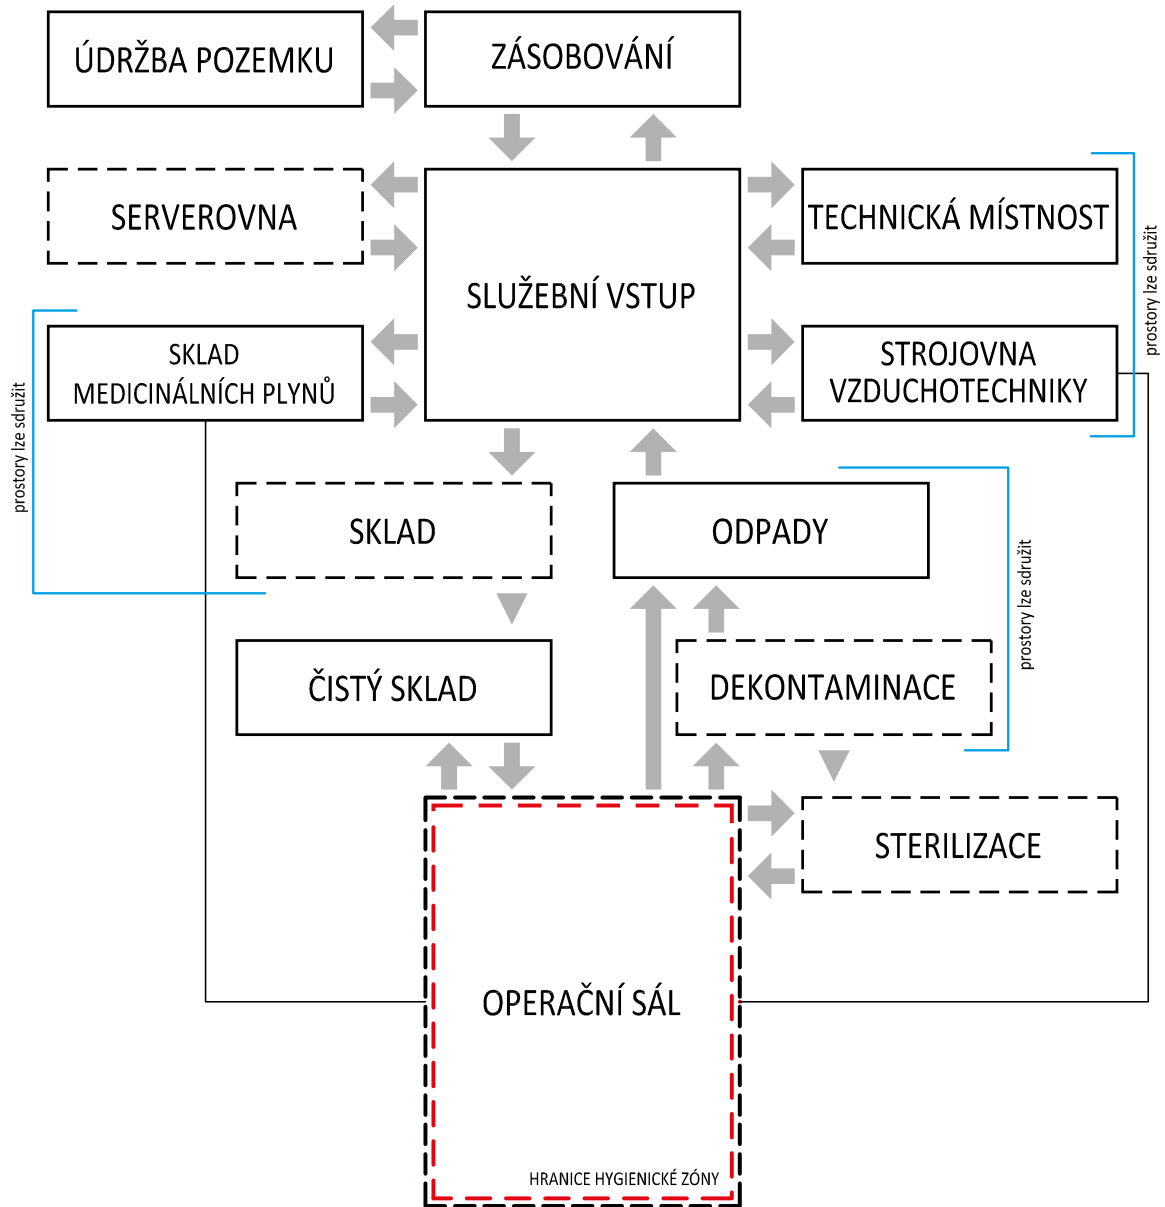 ÚDRŽBA POZEMKU
ZÁSOBOVÁNÍ
SERVEROVNA
SLUŽEBNÍ VSTUP
TECHNICKÁ MÍSTNOST
prostory lze sdružit
SKLAD
MEDICINÁLNÍCH PLYNŮ
STROJOVNA
VZDUCHOTECHNIKY
prostory lze sdružit
SKLAD
ODPADY
prostory lze sdružit
ČISTÝ SKLAD
DEKONTAMINACE
STERILIZACE
OPERAČNÍ SÁL
HRANICE HYGIENICKÉ ZÓNY